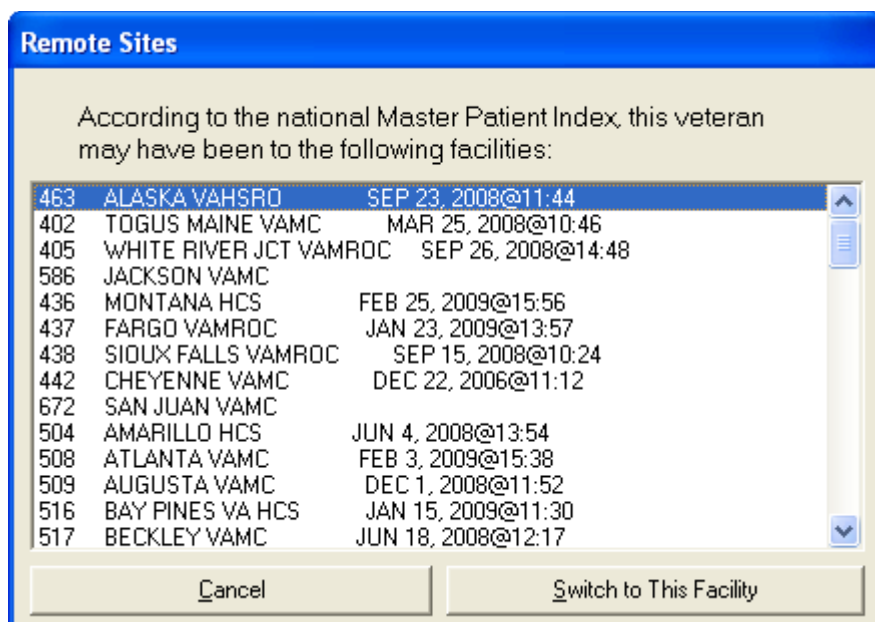 Remote Sites
According to the national Master Patient Index, this veteran
may have been to the following facilities:
463 ALASKA VAHSRO SEP 23, 2008@11:44
402 TOGUS MAINE VAMC MAR 25, 2008@10:46
405 WHITE RIVER JCT VAMROC SEP 26, 2008@14:48
586 JACKSON VAMC
436 MONTANA HCS FEB 25, 2009@15:56
437 FARGO VAMROC JAN 23, 2009@13:57
438 SIOUX FALLS VAMROC SEP 15, 2008@10:24
442 CHEYENNE VAMC DEC 22, 2006@11:12
672 SAN JUAN VAMC
504 AMARILLO HCS JUN 4, 2008@13:54
508 ATLANTA VAMC FEB 3, 2009@15:38
509 AUGUSTA VAMC DEC 1, 2008@11:52
516 BAY PINES VA HCS JAN 15, 2009@11:30
517 BECKLEY VAMC JUN 18, 2008@12:17
Cancel Switch to This Facility